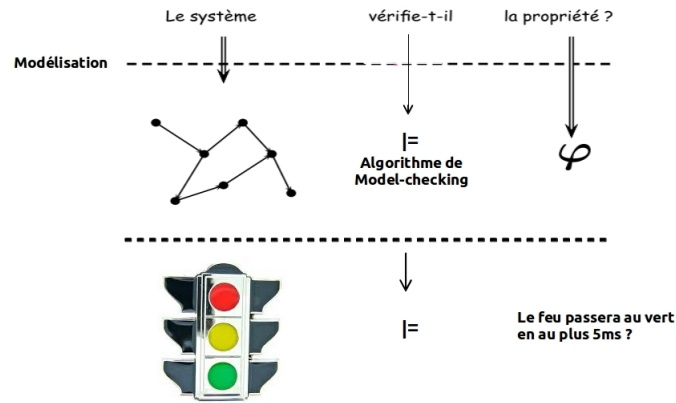 Le système vérifie-t-il la propriété ?
Modélisation
|=
Algorithme de
Model-checking
φ
|=
Le feu passera au vert
en au plus 5ms ?